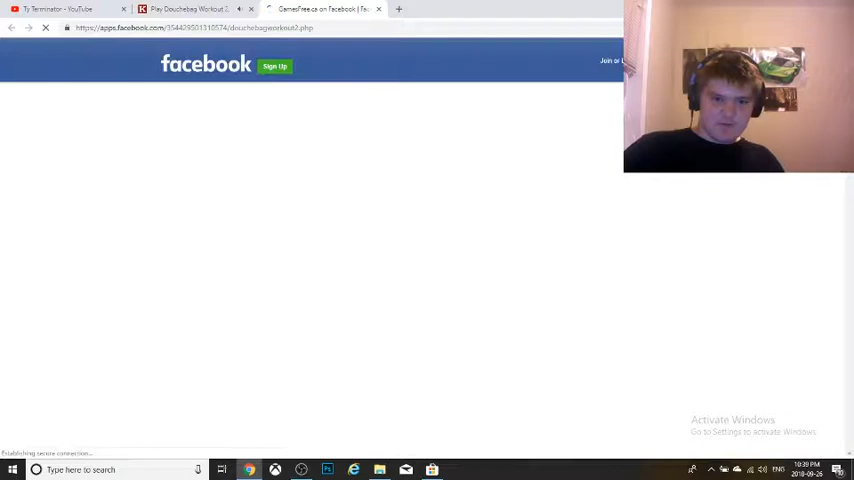 Ty Terminator - YouTube
Play Douchebag Workout 2
GamesFree.ca on Facebook | Fa
https://apps.facebook.com/354429501310574/douchebagworkout2.php
facebook
Sign Up
Join or L
Activate Windows
Go to Settings to activate Windows.
Establishing secure connection...
Type here to search
ENG
10:39 PM
2018-09-26